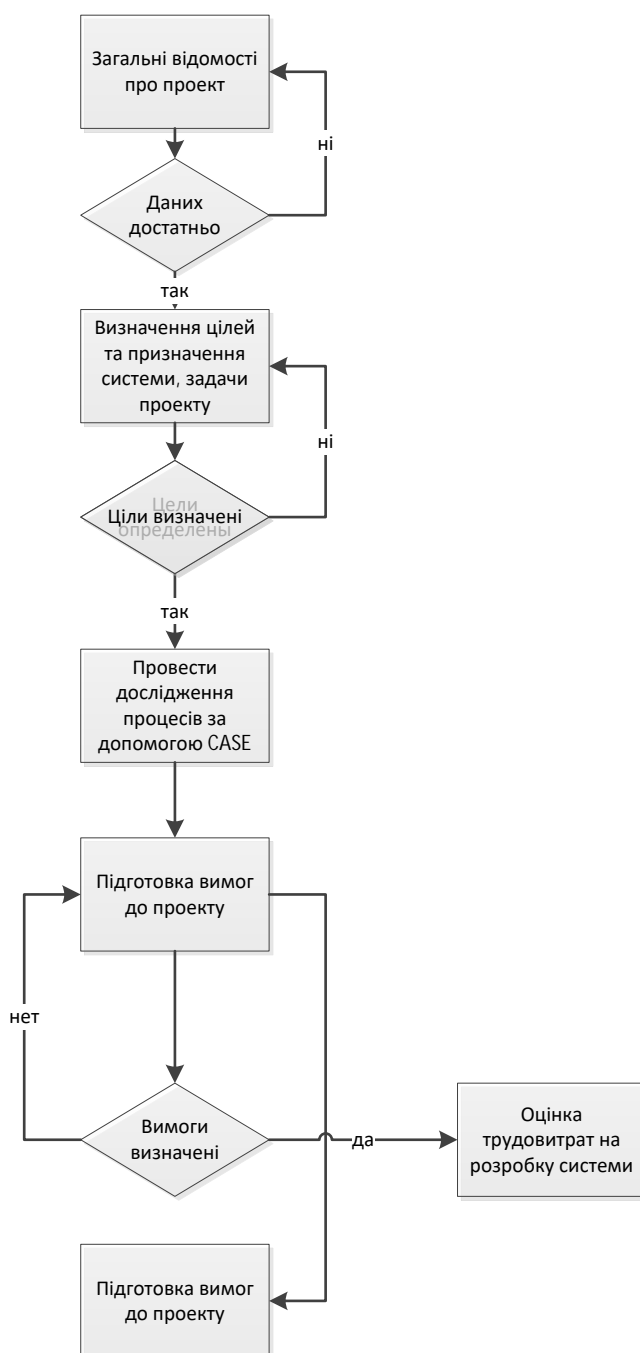 Загальні відомості
про проект
ні
Даних
достатньо
так
Визначення цілей
та призначення
системи, задачи
проекту
ні
Цели
Ціли визначені
определены
так
Провести
дослідження
процесів за
допомогою CASE
Підготовка вимог
до проекту
нет
Вимоги
визначені
да
Оцінка
трудовитрат на
розробку системи
Підготовка вимог
до проекту